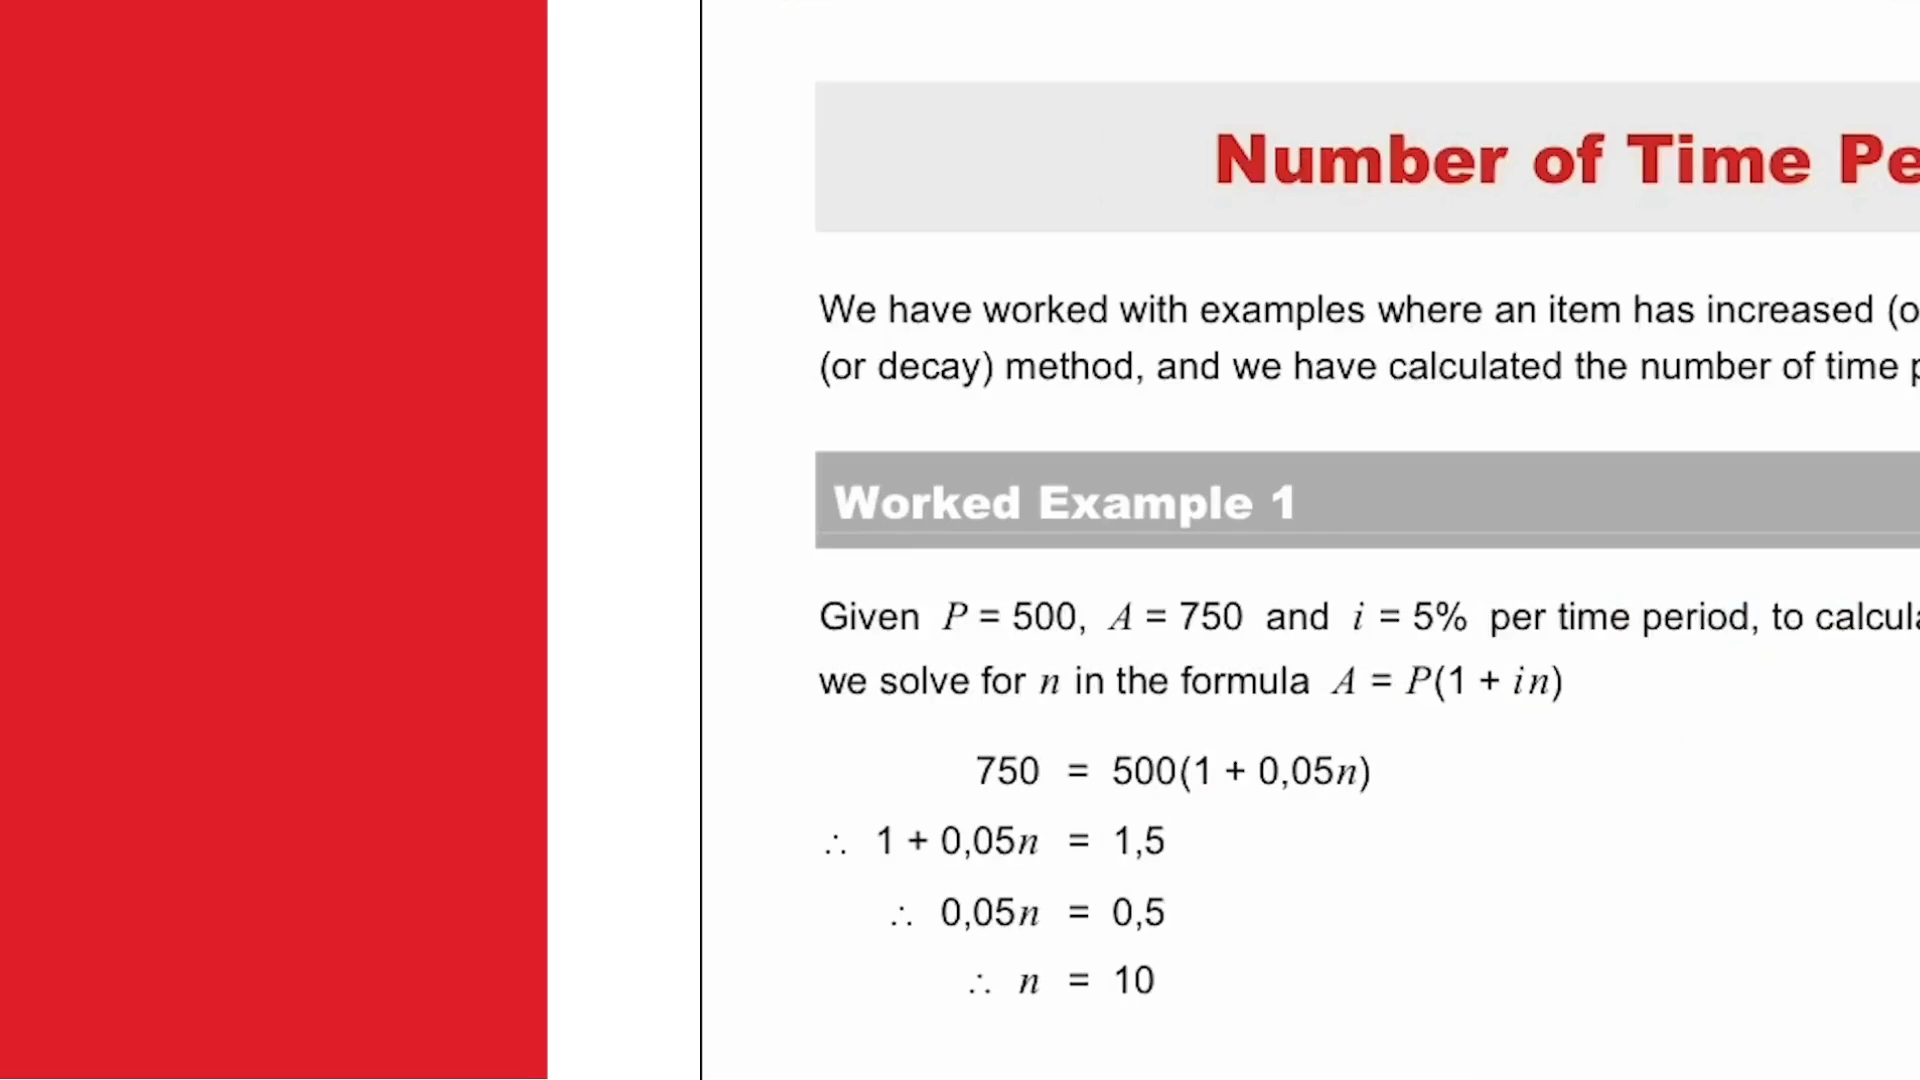 Number of Time Pe
We have worked with examples where an item has increased (o
(or decay) method, and we have calculated the number of time p
Worked Example 1
Given P = 500, A = 750 and i = 5% per time period, to calcula
we solve for n in the formula A = P(1 + in)
750 = 500(1 + 0,05n)
∴ 1 + 0,05n = 1,5
∴ 0,05n = 0,5
∴ n = 10